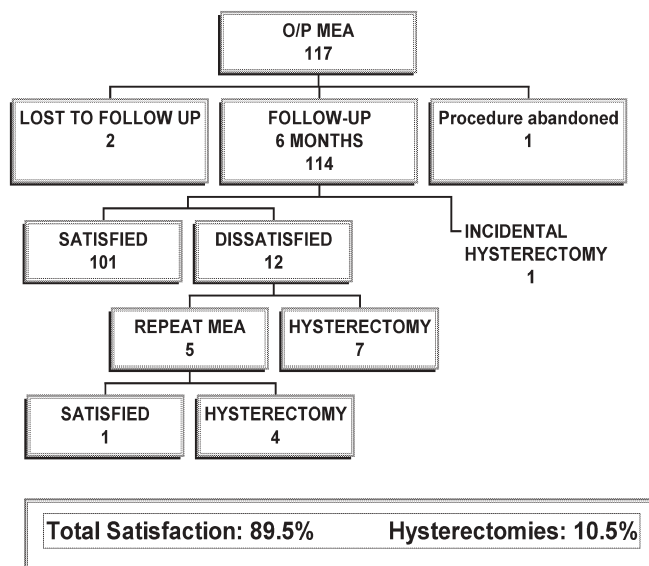 O/P MEA
117
LOST TO FOLLOW UP
2
FOLLOW-UP
6 MONTHS
114
Procedure abandoned
1
SATISFIED
101
DISSATISFIED
12
INCIDENTAL
HYSTERECTOMY
1
REPEAT MEA
5
HYSTERECTOMY
7
SATISFIED
1
HYSTERECTOMY
4
Total Satisfaction: 89.5% Hysterectomies: 10.5%